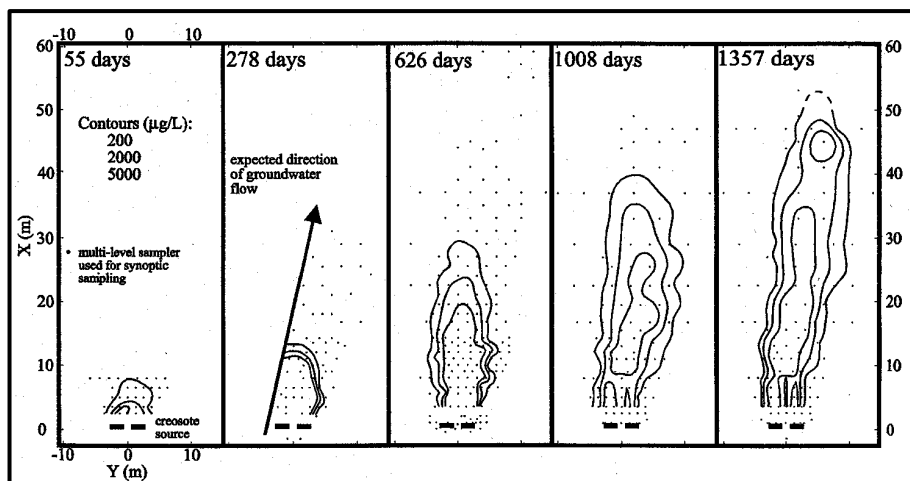 -10 0 10
0 10
60
50
40
30
20
10
0
X (m)
55 days
Contours (µg/L):
200
2000
5000
• multi-level sampler
used for synoptic
sampling
creosote
source
278 days
expected direction
of groundwater
flow
626 days
1008 days
1357 days
60
50
40
30
20
10
0
-10 0 10
Y (m)